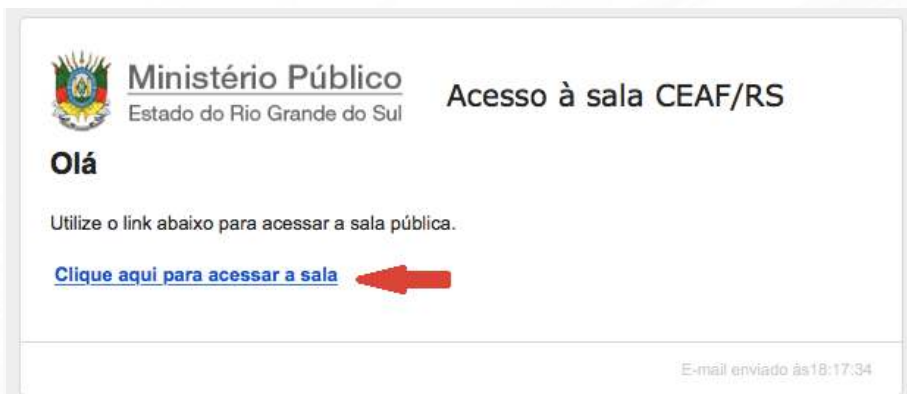 Ministério Público
Estado do Rio Grande do Sul
Acesso à sala CEAF/RS
Olá
Utilize o link abaixo para acessar a sala pública.
Clique aqui para acessar a sala
E-mail enviado às18:17:34